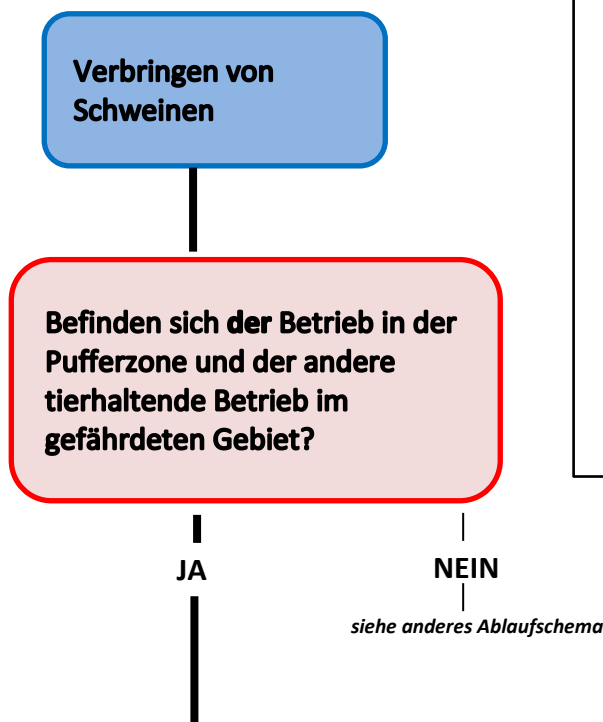 Verbringen von
Schweinen
Befinden sich der Betrieb in der
Pufferzone und der andere
tierhaltende Betrieb im
gefährdeten Gebiet?
JA
NEIN
siehe anderes Ablaufschema